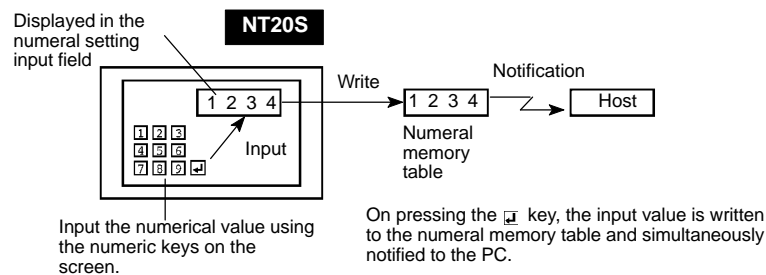 Displayed in the
numeral setting
input field
NT20S
Write
Notification
1 2 3 4
1 2 3 4
Host
1 2 3
4 5 6
7 8 9 ↵
Input
Numeral
memory
table
Input the numerical value using
the numeric keys on the
screen.
On pressing the ↵ key, the input value is written
to the numeral memory table and simultaneously
notified to the PC.